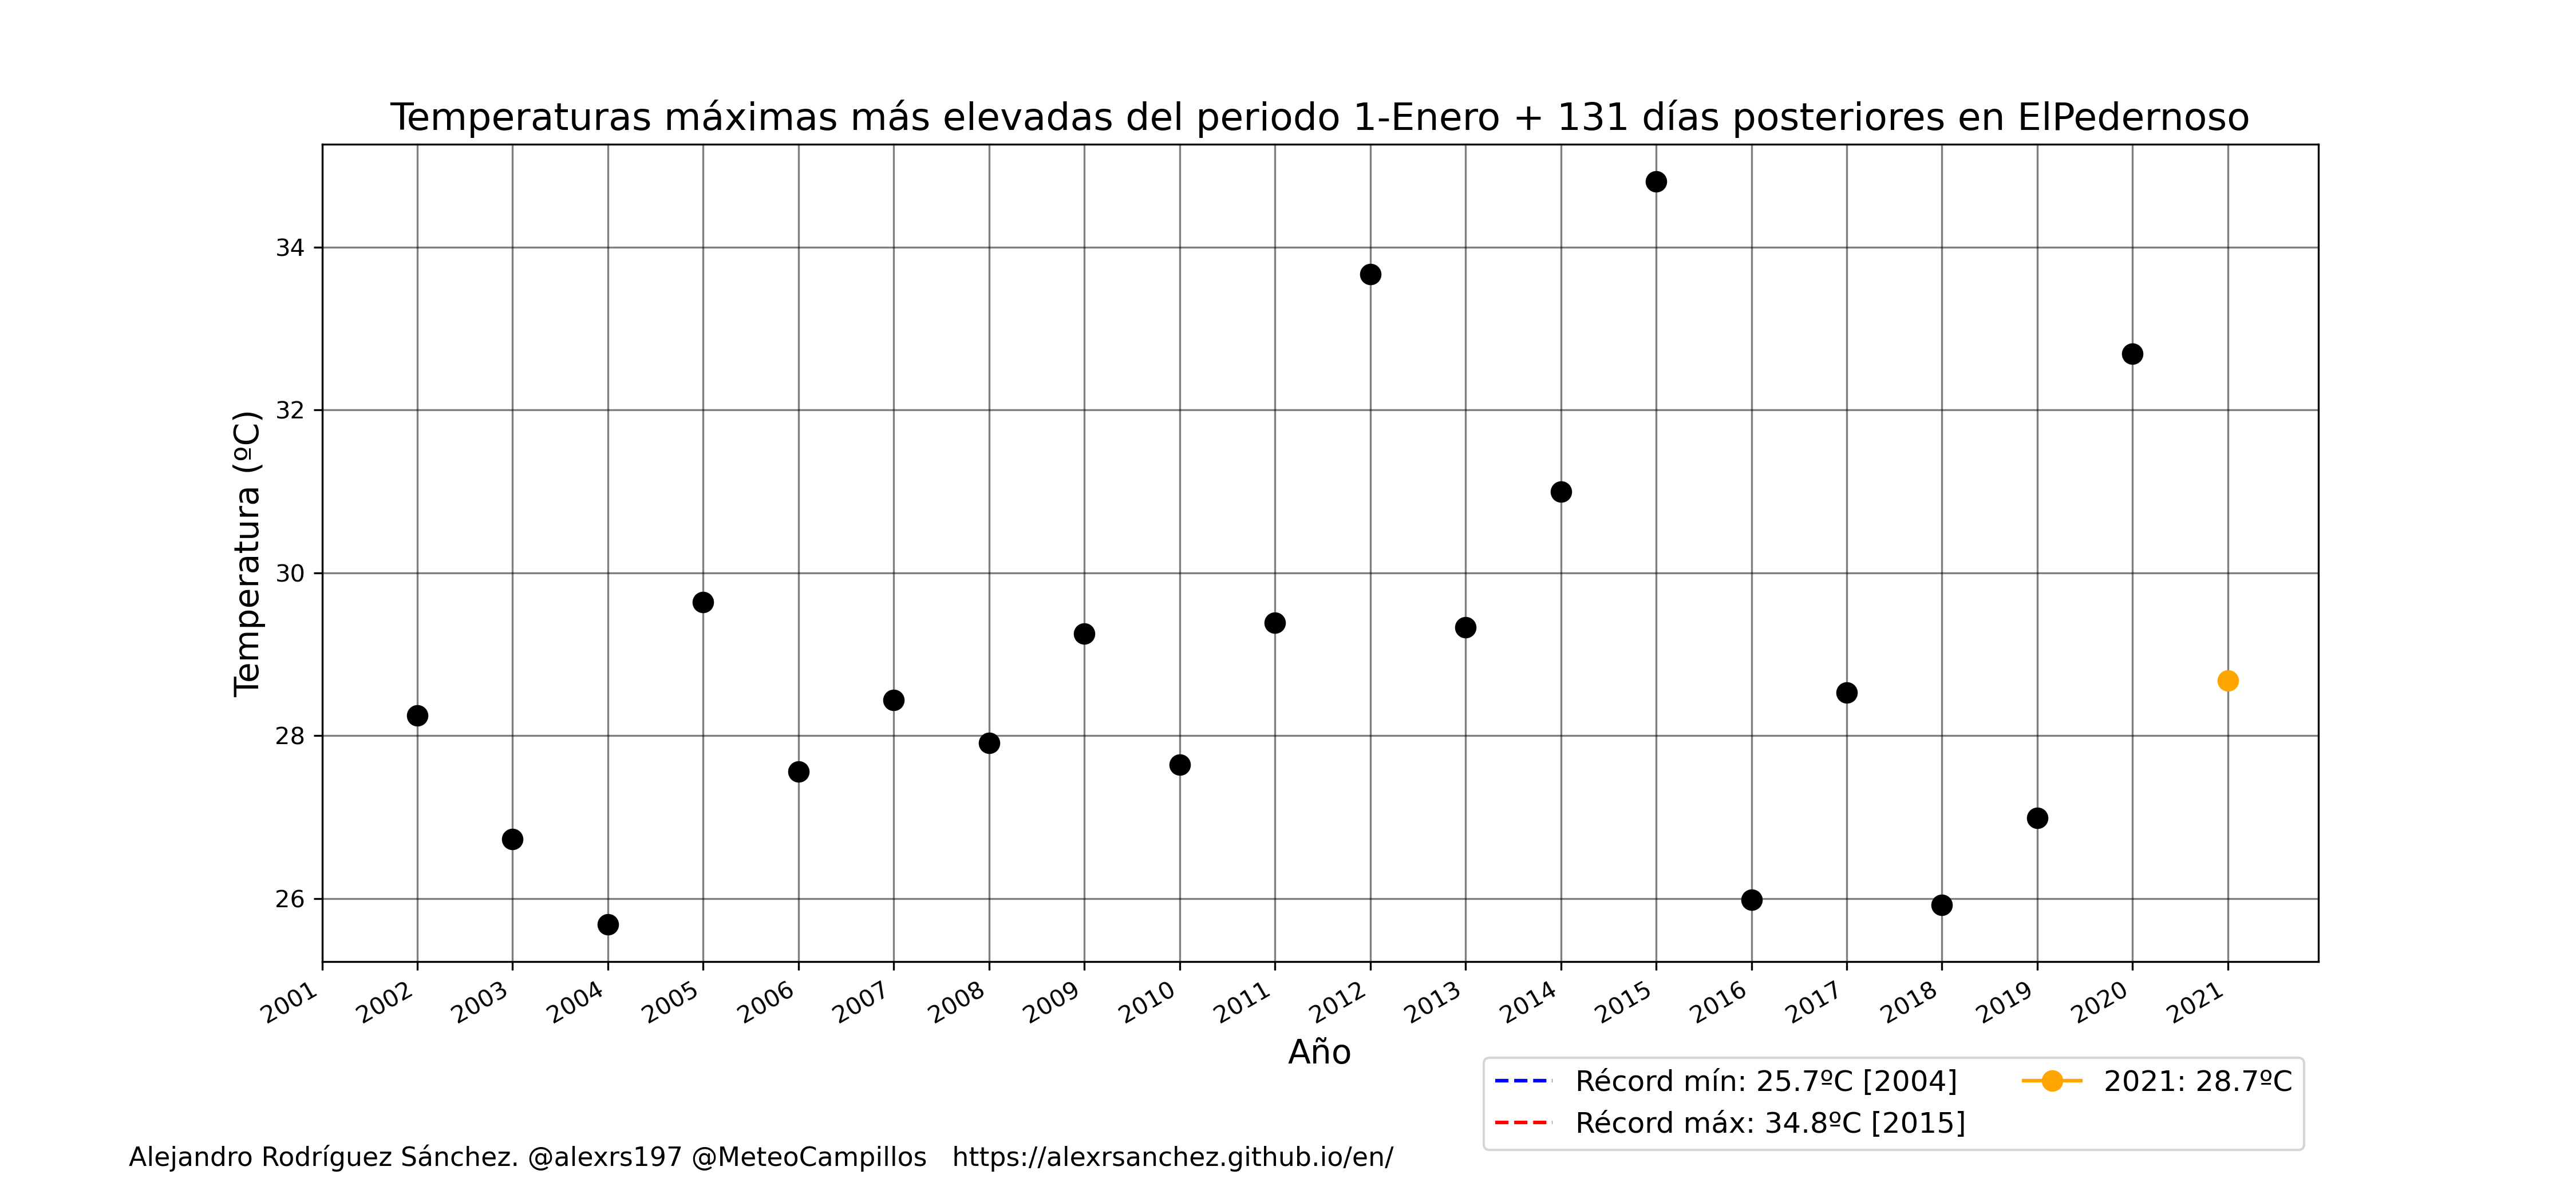 Temperaturas máximas más elevadas del periodo 1-Enero + 131 días posteriores en ElPedernoso
Temperatura (ºC)
34
32
30
28
26
2001 2002 2003 2004 2005 2006 2007 2008 2009 2010 2011 2012 2013 2014 2015 2016 2017 2018 2019 2020 2021
Año
Récord mín: 25.7ºC [2004]
Récord máx: 34.8ºC [2015]
2021: 28.7ºC
Alejandro Rodríguez Sánchez. @alexrs197 @MeteoCampillos https://alexrsanchez.github.io/en/